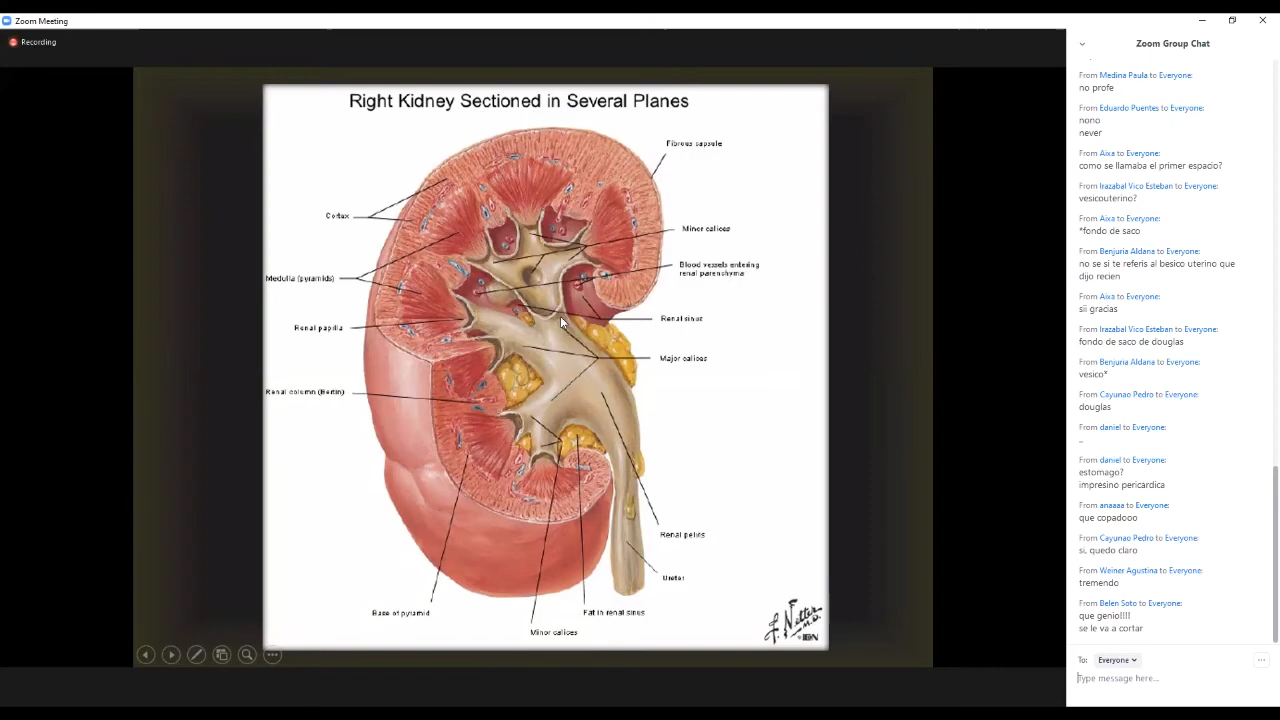 Zoom Meeting
Recording
Right Kidney Sectioned in Several Planes
Fibrous capsule
Cortex
Minor calices
Blood vessels entering
renal parenchyma
Medulla (pyramids)
Renal sinus
Renal papilla
Major calices
Renal column (Bertin)
Renal pelvis
Ureter
Base of pyramid
Fat in renal sinus
Minor calices
F. Netter
M.D.
Zoom Group Chat
From Medina Paula to Everyone:
no profe
From Eduardo Puentes to Everyone:
nono
never
From Aixa to Everyone:
como se llamaba el primer espacio?
From Irazabal Vico Esteban to Everyone:
vesicouterino?
From Aixa to Everyone:
*fondo de saco
From Benjuria Aldana to Everyone:
no se si te referis al besico uterino que
dijo recien
From Aixa to Everyone:
sii gracias
From Irazabal Vico Esteban to Everyone:
fondo de saco de douglas
From Benjuria Aldana to Everyone:
vesico*
From Cayunao Pedro to Everyone:
douglas
From daniel to Everyone:
_
From daniel to Everyone:
estomago?
impresino pericardica
From anaaaa to Everyone:
que copadooo
From Cayunao Pedro to Everyone:
si, quedo claro
From Weiner Agustina to Everyone:
tremendo
From Belen Soto to Everyone:
que genio!!!!
se le va a cortar
To: Everyone
Type message here...